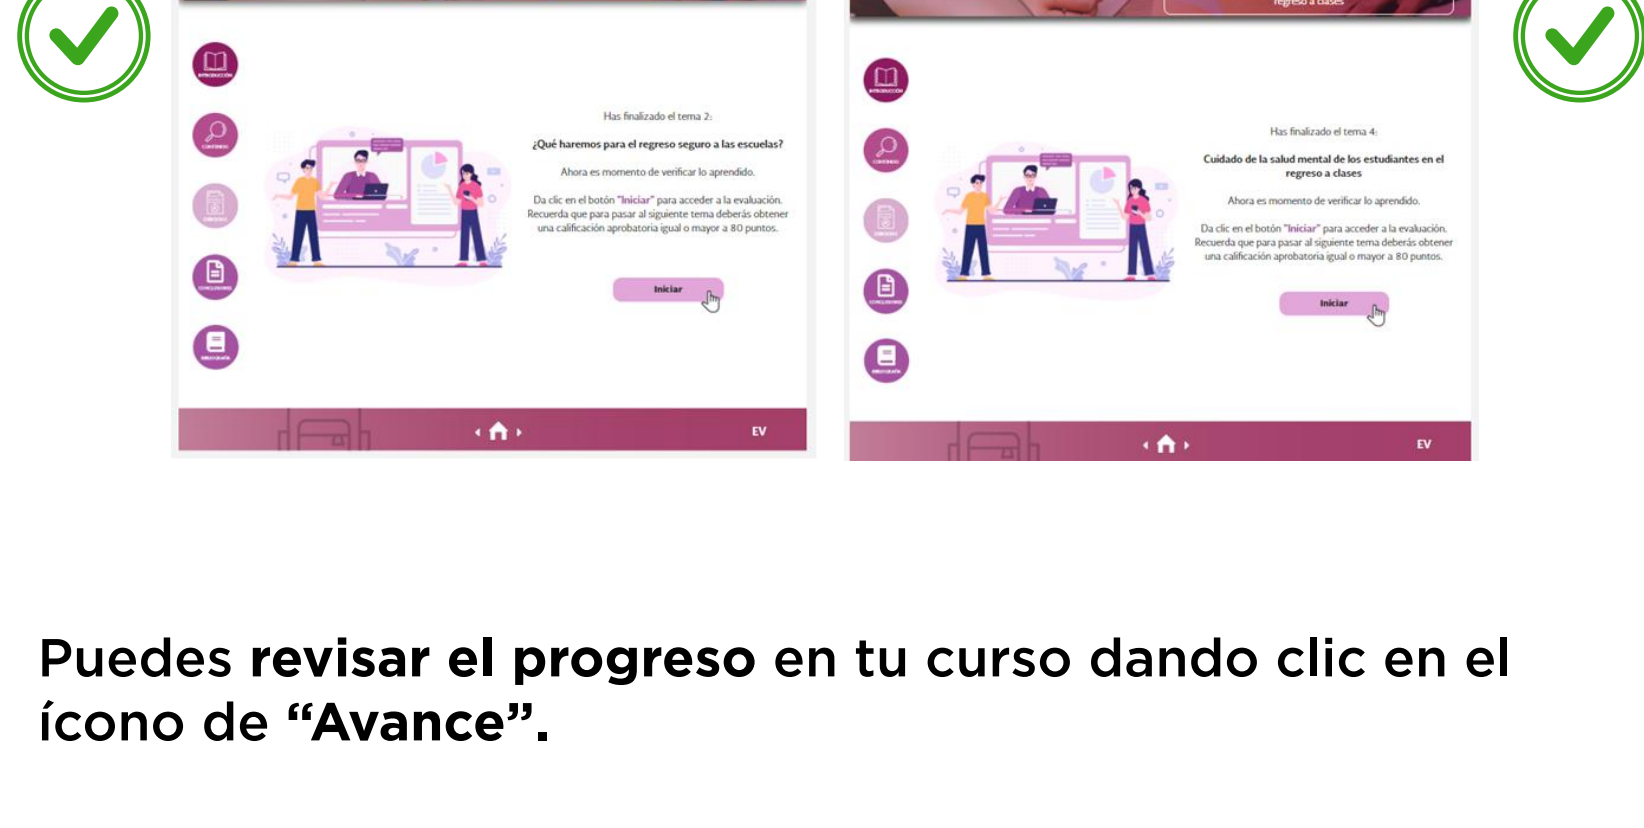 regreso a clases
INTRODUCCIÓN
Has finalizado el tema 2:
¿Qué haremos para el regreso seguro a las escuelas?
Ahora es momento de verificar lo aprendido.
Da clic en el botón "Iniciar" para acceder a la evaluación.
Recuerda que para pasar al siguiente tema deberás obtener
una calificación aprobatoria igual o mayor a 80 puntos.
Iniciar
CONCLUSIONES
BIBLIOGRAFÍA
EV
INTRODUCCIÓN
Has finalizado el tema 4:
Cuidado de la salud mental de los estudiantes en el
regreso a clases
Ahora es momento de verificar lo aprendido.
Da clic en el botón "Iniciar" para acceder a la evaluación.
Recuerda que para pasar al siguiente tema deberás obtener
una calificación aprobatoria igual o mayor a 80 puntos.
Iniciar
CONCLUSIONES
BIBLIOGRAFÍA
EV
Puedes revisar el progreso en tu curso dando clic en el
ícono de “Avance”.